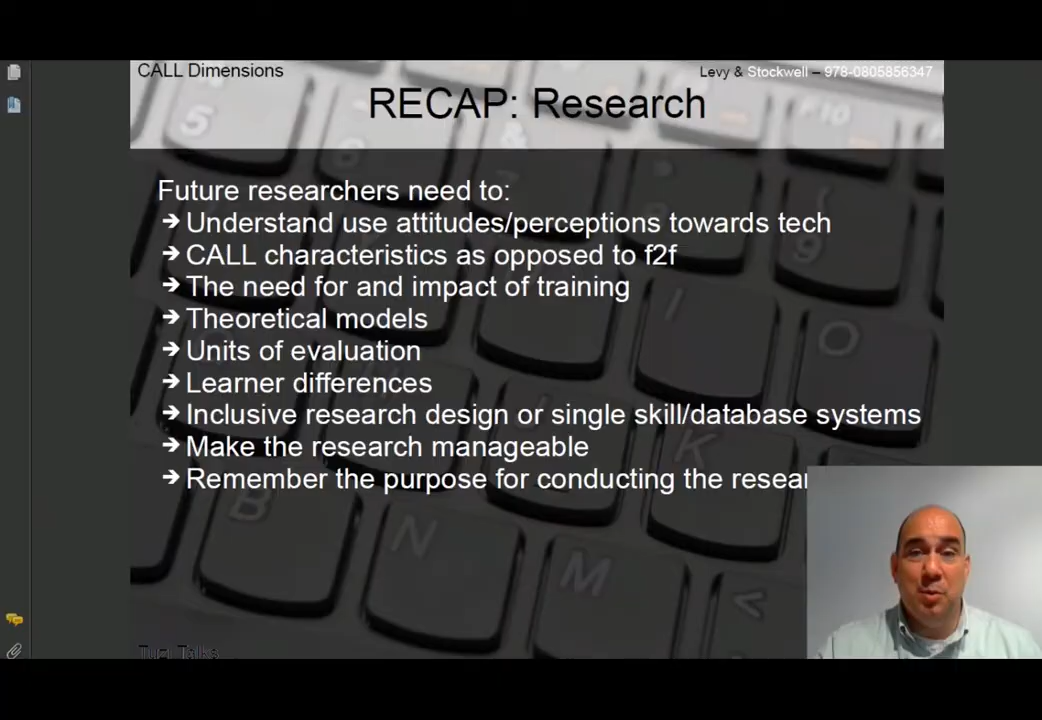 CALL Dimensions
Levy & Stockwell – 978-0805856347
RECAP: Research
Future researchers need to:
➔ Understand use attitudes/perceptions towards tech
➔ CALL characteristics as opposed to f2f
➔ The need for and impact of training
➔ Theoretical models
➔ Units of evaluation
➔ Learner differences
➔ Inclusive research design or single skill/database systems
➔ Make the research manageable
➔ Remember the purpose for conducting the resear
5
9
I
O
K
B
N
M
<
Talks